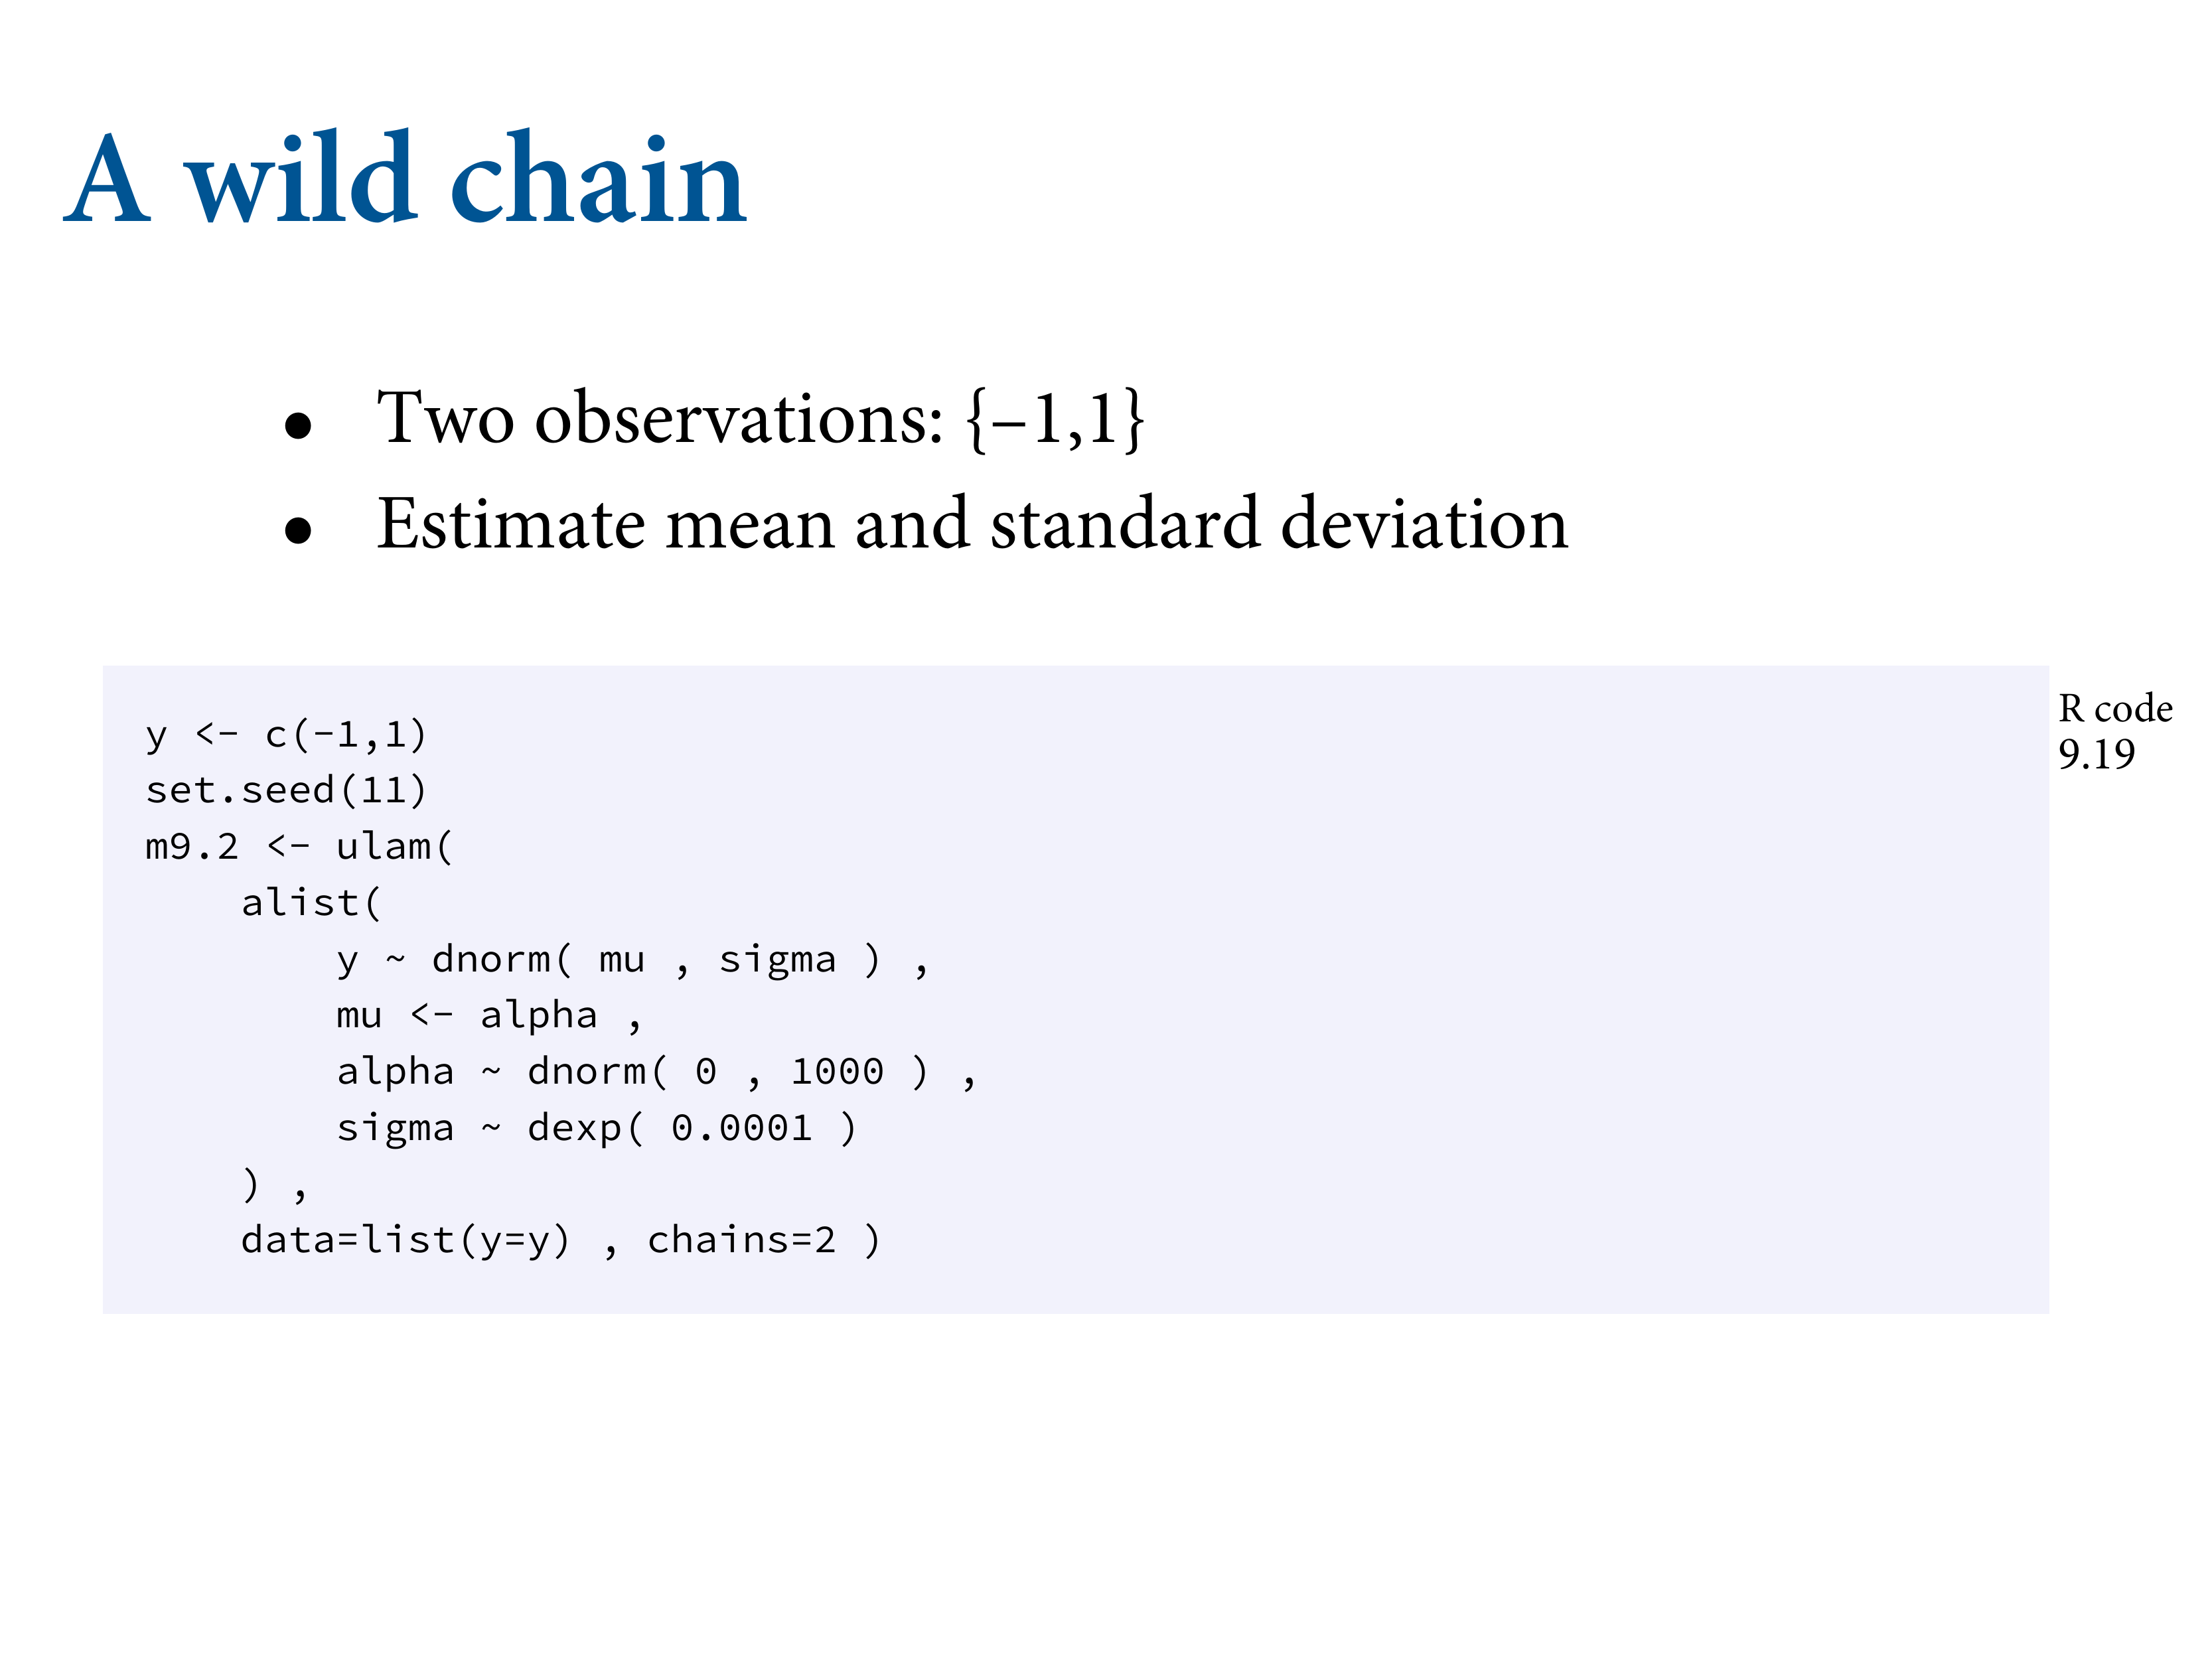 A wild chain
• Two observations: {–1,1}
• Estimate mean and standard deviation
R code
9.19
y <- c(-1,1)
set.seed(11)
m9.2 <- ulam(
    alist(
        y ~ dnorm( mu , sigma ) ,
        mu <- alpha ,
        alpha ~ dnorm( 0 , 1000 ) ,
        sigma ~ dexp( 0.0001 )
    ) ,
    data=list(y=y) , chains=2 )